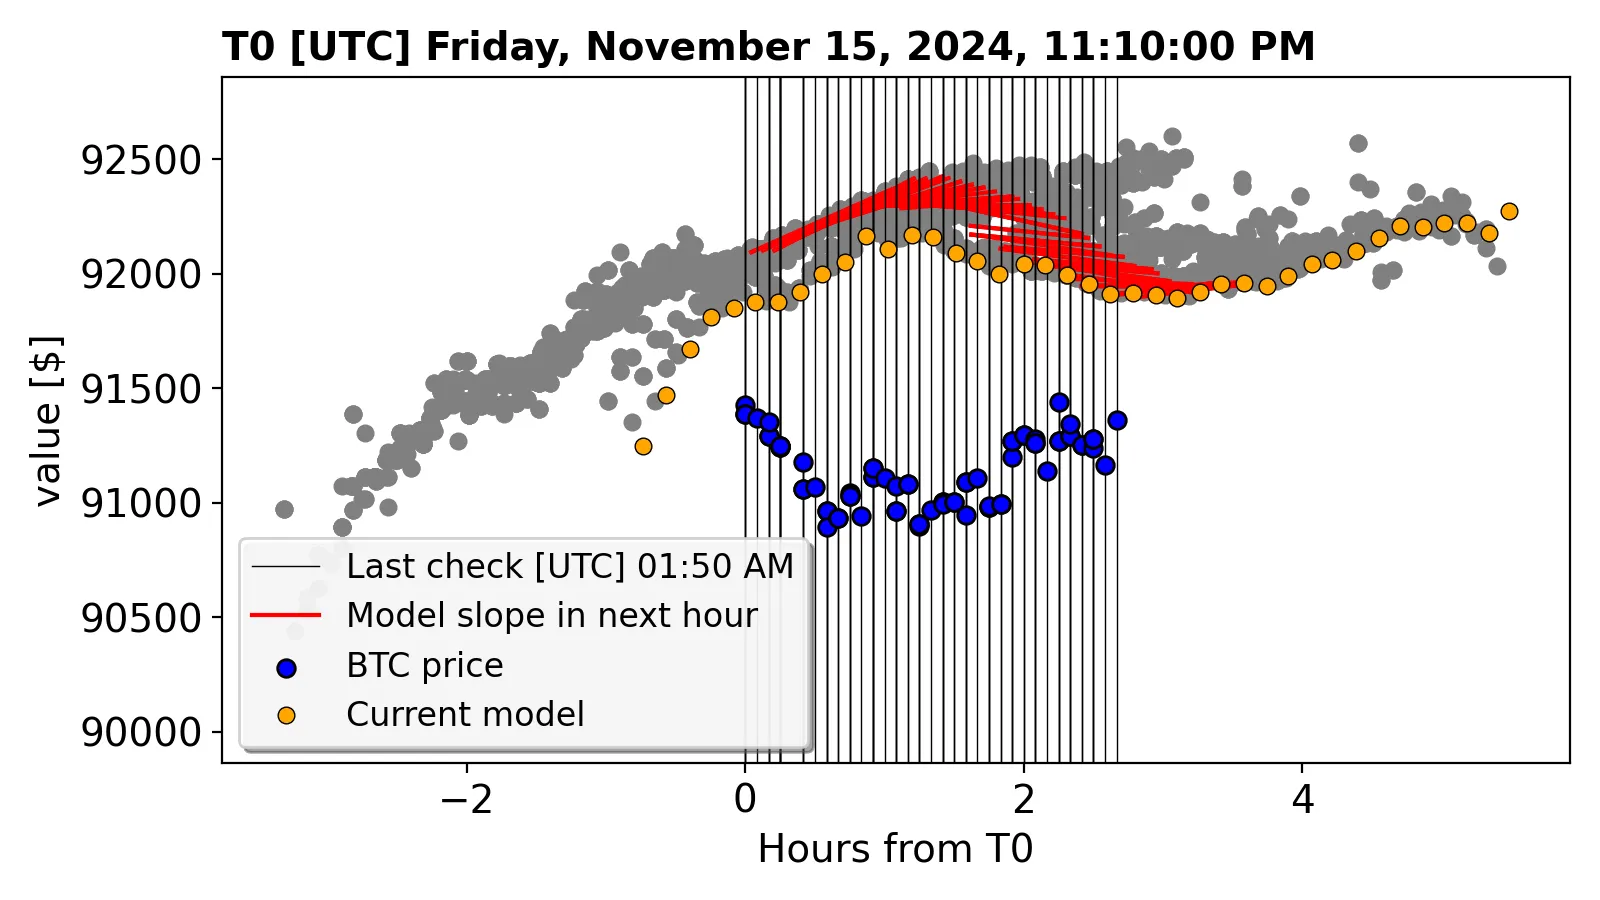 T0 [UTC] Friday, November 15, 2024, 11:10:00 PM
value [$]
92500
92000
91500
91000
90500
90000
Last check [UTC] 01:50 AM
Model slope in next hour
BTC price
Current model
−2 0 2 4
Hours from T0